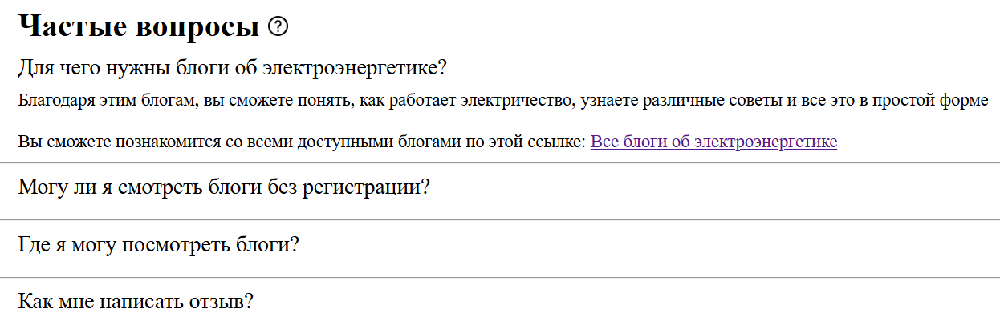 Частые вопросы
Для чего нужны блоги об электроэнергетике?
Благодаря этим блогам, вы сможете понять, как работает электричество, узнаете различные советы и все это в простой форме
Вы сможете познакомится со всеми доступными блогами по этой ссылке: Все блоги об электроэнергетике
Могу ли я смотреть блоги без регистрации?
Где я могу посмотреть блоги?
Как мне написать отзыв?